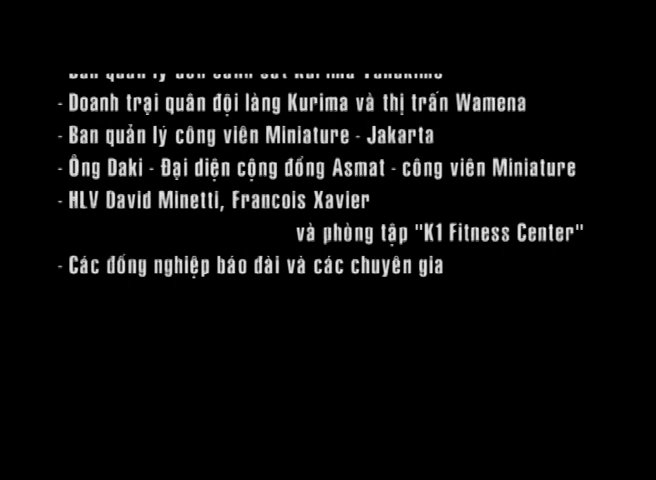 - Doanh trại quân đội làng Kurima và thị trấn Wamena
- Ban quản lý công viên Miniature - Jakarta
- Ông Daki - Đại diện cộng đồng Asmat - công viên Miniature
- HLV David Minetti, Francois Xavier
và phòng tập "K1 Fitness Center"
- Các đồng nghiệp báo đài và các chuyên gia